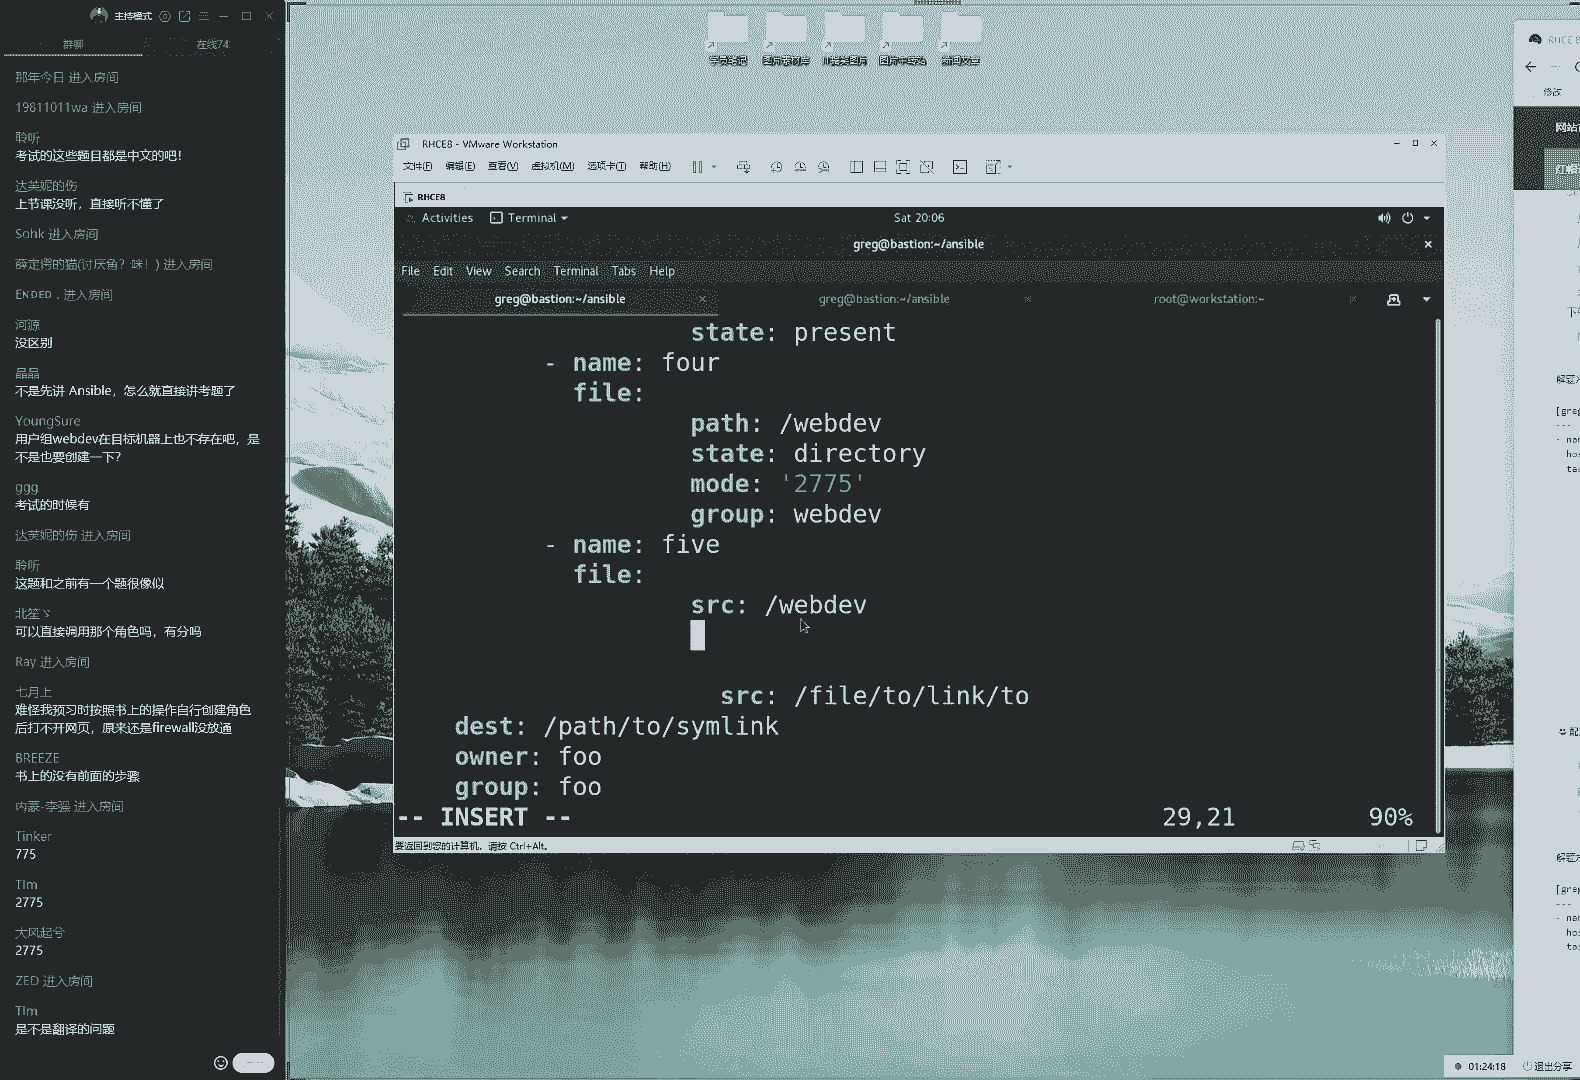 主持模式
群聊
在线74
那年今日 进入房间
19811011wa 进入房间
聆听
考试的这些题目都是中文的吧!
达芙妮的伤
上节课没听，直接听不懂了
Sohk 进入房间
薛定谔的猫(讨厌鱼？咪！) 进入房间
ENDED . 进入房间
河源
没区别
晶晶
不是先讲 Ansible，怎么就直接讲考题了
YoungSure
用户组webdev在目标机器上也不存在吧，是
不是也要创建一下?
ggg
考试的时候有
达芙妮的伤 进入房间
聆听
这题和之前有一个题很像似
北笙ヾ
可以直接调用那个角色吗，有分吗
Ray 进入房间
七月上
难怪我预习时按照书上的操作自行创建角色
后打不开网页，原来还是firewall没放通
BREEZE
书上的没有前面的步骤
内蒙-李强 进入房间
Tinker
775
TIm
2775
大风起兮
2775
ZED 进入房间
TIm
是不是翻译的问题
学员笔记
图片素材库
新闻文章
RHCE8 - VMware Workstation
文件(F) 编辑(E) 查看(V) 虚拟机(M) 选项卡(T) 帮助(H)
RHCE8
Activities Terminal Sat 20:06
greg@bastion:~/ansible
File Edit View Search Terminal Tabs Help
greg@bastion:~/ansible greg@bastion:~/ansible root@workstation:~
state: present
- name: four
file:
path: /webdev
state: directory
mode: '2775'
group: webdev
- name: five
file:
src: /webdev
src: /file/to/link/to
dest: /path/to/symlink
owner: foo
group: foo
-- INSERT -- 29,21 90%
要返回到您的计算机，请按 Ctrl+Alt。
RHCE 8
修改
网站
红帽
解题
[greg
---
- nam
hos
tas
配
解题
[greg
---
- nam
hos
tas
01:24:18 退出分享